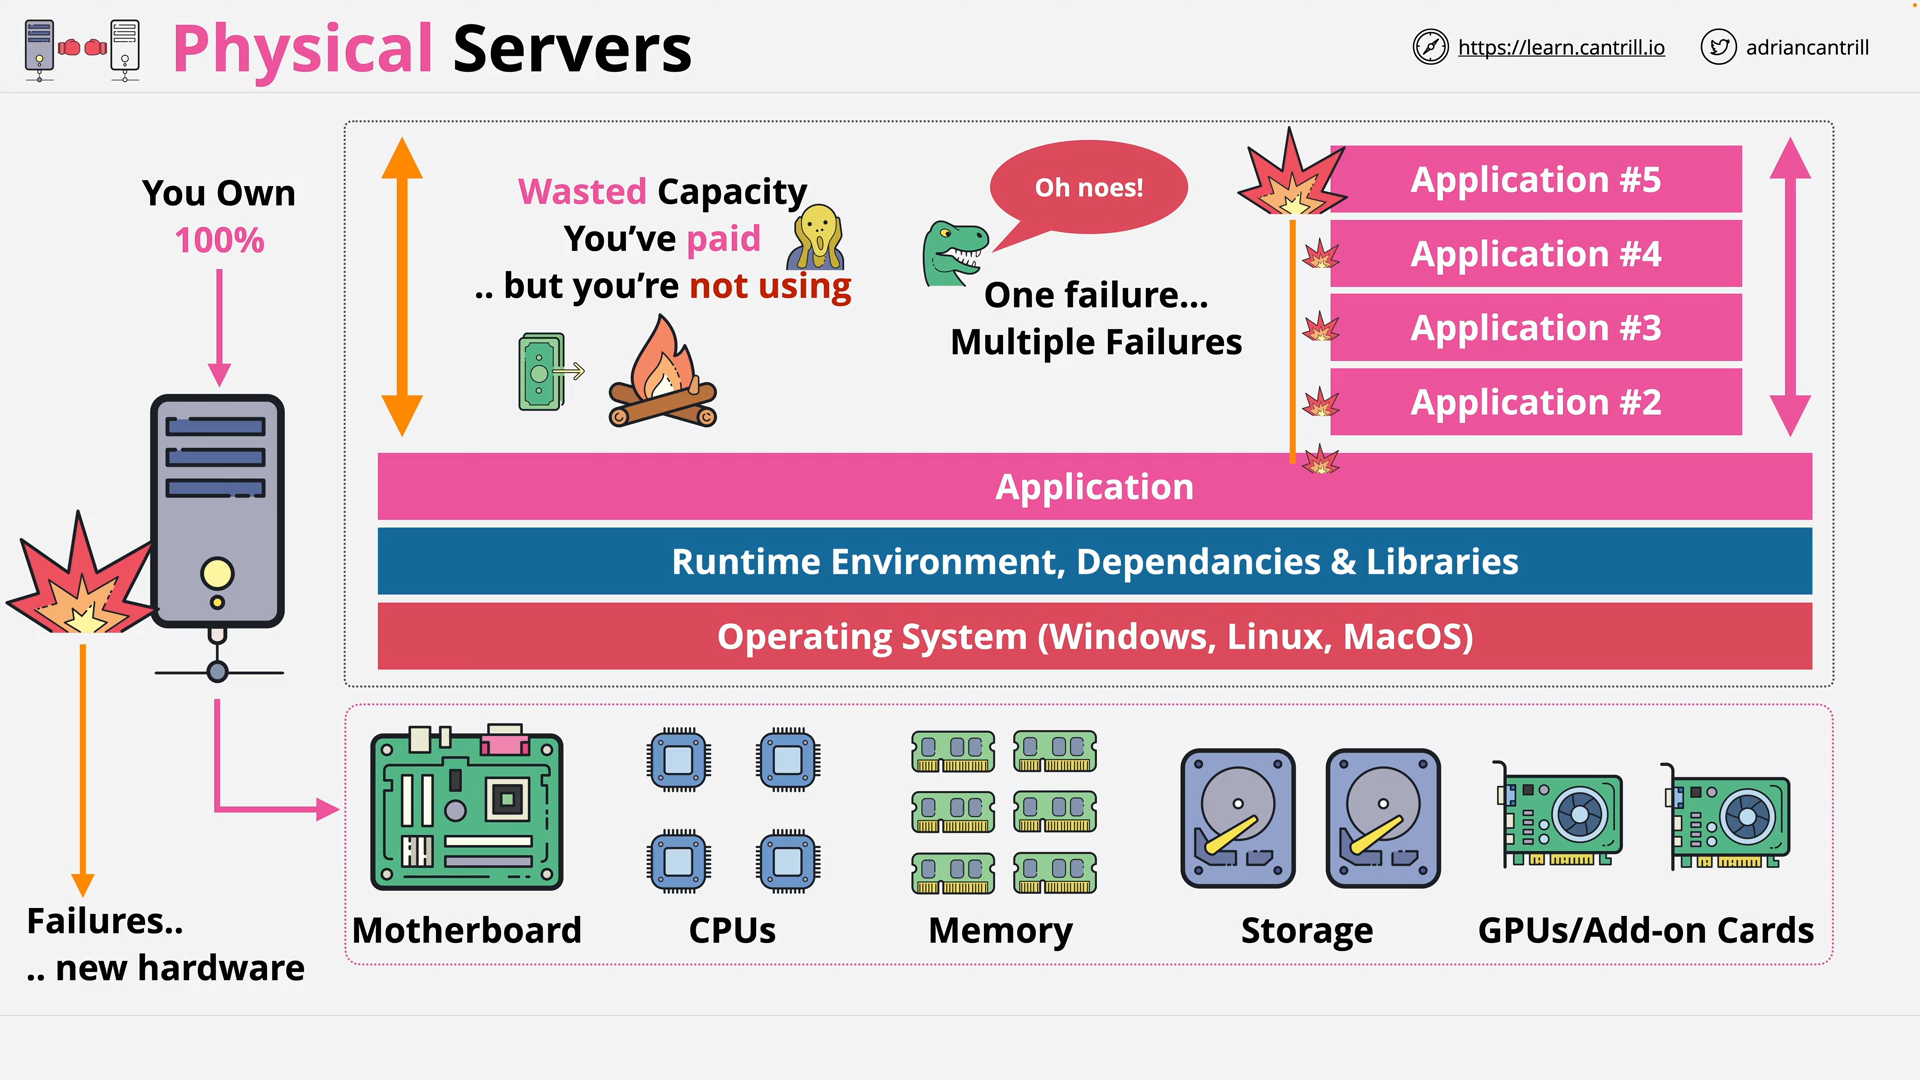 Physical Servers
https://learn.cantrill.io
adriancantrill
You Own
100%
Wasted Capacity
You’ve paid
.. but you’re not using
Oh noes!
One failure...
Multiple Failures
Application #5
Application #4
Application #3
Application #2
Application
Runtime Environment, Dependancies & Libraries
Operating System (Windows, Linux, MacOS)
Failures..
.. new hardware
Motherboard
CPUs
Memory
Storage
GPUs/Add-on Cards